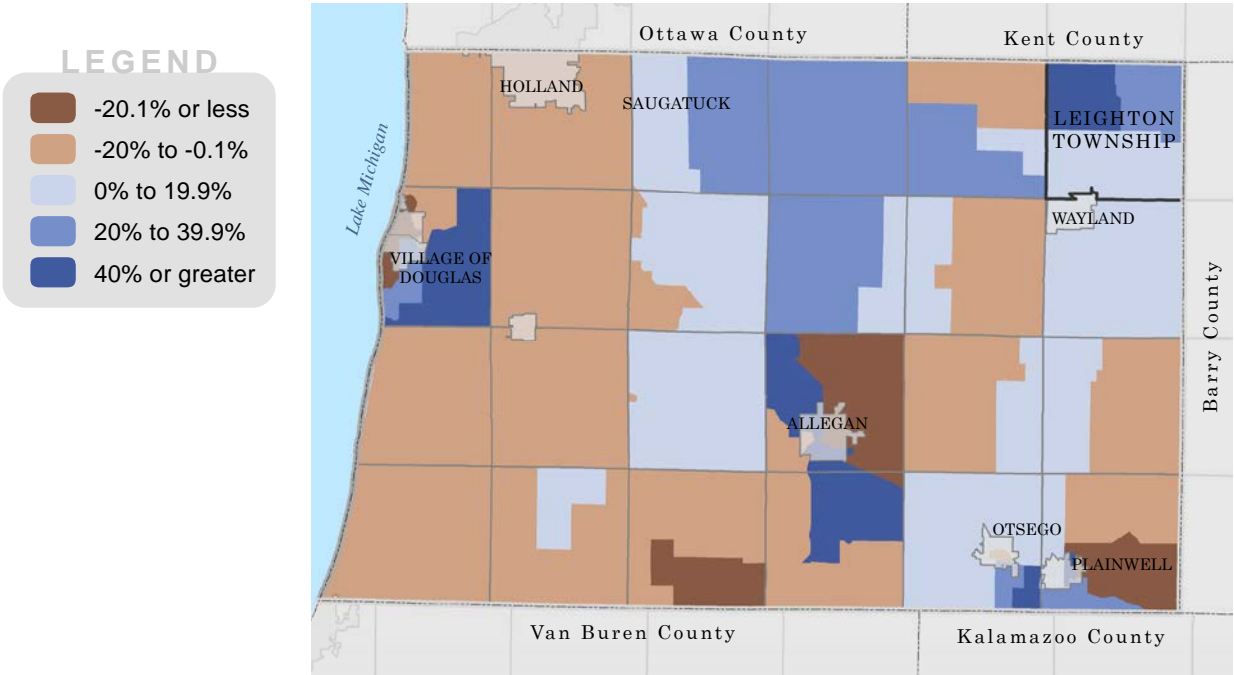 LEGEND
-20.1% or less
-20% to -0.1%
0% to 19.9%
20% to 39.9%
40% or greater
Ottawa County
Kent County
HOLLAND
SAUGATUCK
LEIGHTON
TOWNSHIP
Lake Michigan
WAYLAND
VILLAGE OF
DOUGLAS
Barry County
ALLEGAN
OTSEGO
PLAINWELL
Van Buren County
Kalamazoo County